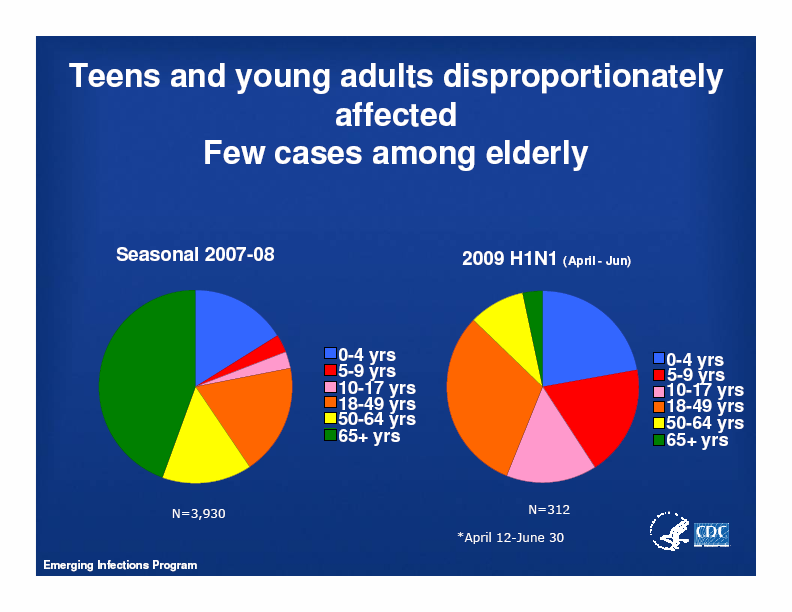 Teens and young adults disproportionately
affected
Few cases among elderly
Seasonal 2007-08
0-4 yrs
5-9 yrs
10-17 yrs
18-49 yrs
50-64 yrs
65+ yrs
N=3,930
2009 H1N1 (April - Jun)
0-4 yrs
5-9 yrs
10-17 yrs
18-49 yrs
50-64 yrs
65+ yrs
N=312
*April 12-June 30
CDC
Emerging Infections Program